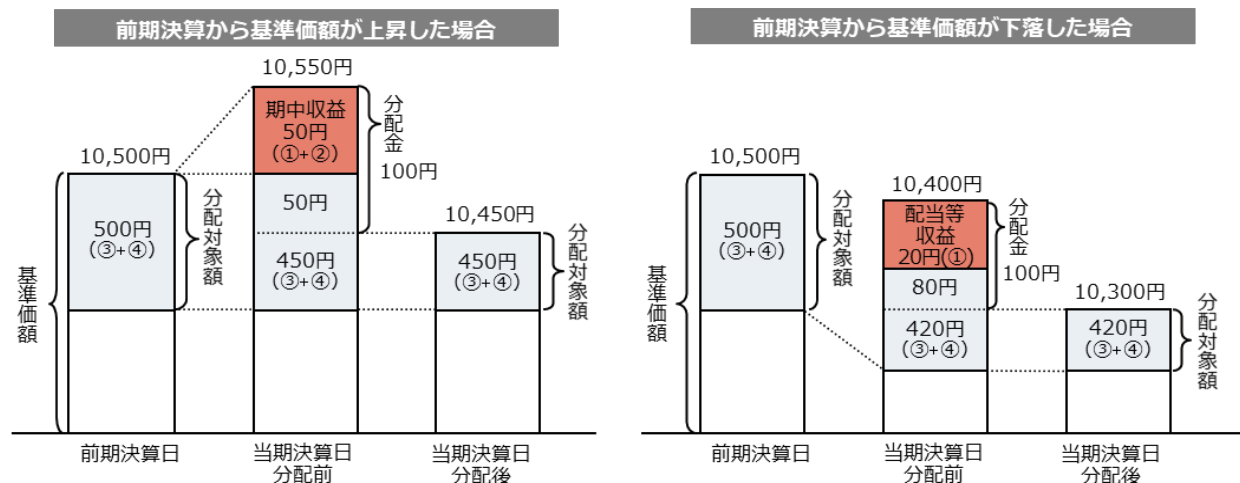 前期決算から基準価額が上昇した場合
10,550円
期中収益
50円
(①+②)
分配金
100円
10,500円
500円
(③+④)
分配対象額
50円
450円
(③+④)
10,450円
450円
(③+④)
分配対象額
基準価額
前期決算日
当期決算日
分配前
当期決算日
分配後
前期決算から基準価額が下落した場合
10,500円
500円
(③+④)
分配対象額
10,400円
配当等
収益
20円(①)
分配金
100円
80円
420円
(③+④)
10,300円
420円
(③+④)
分配対象額
基準価額
前期決算日
当期決算日
分配前
当期決算日
分配後